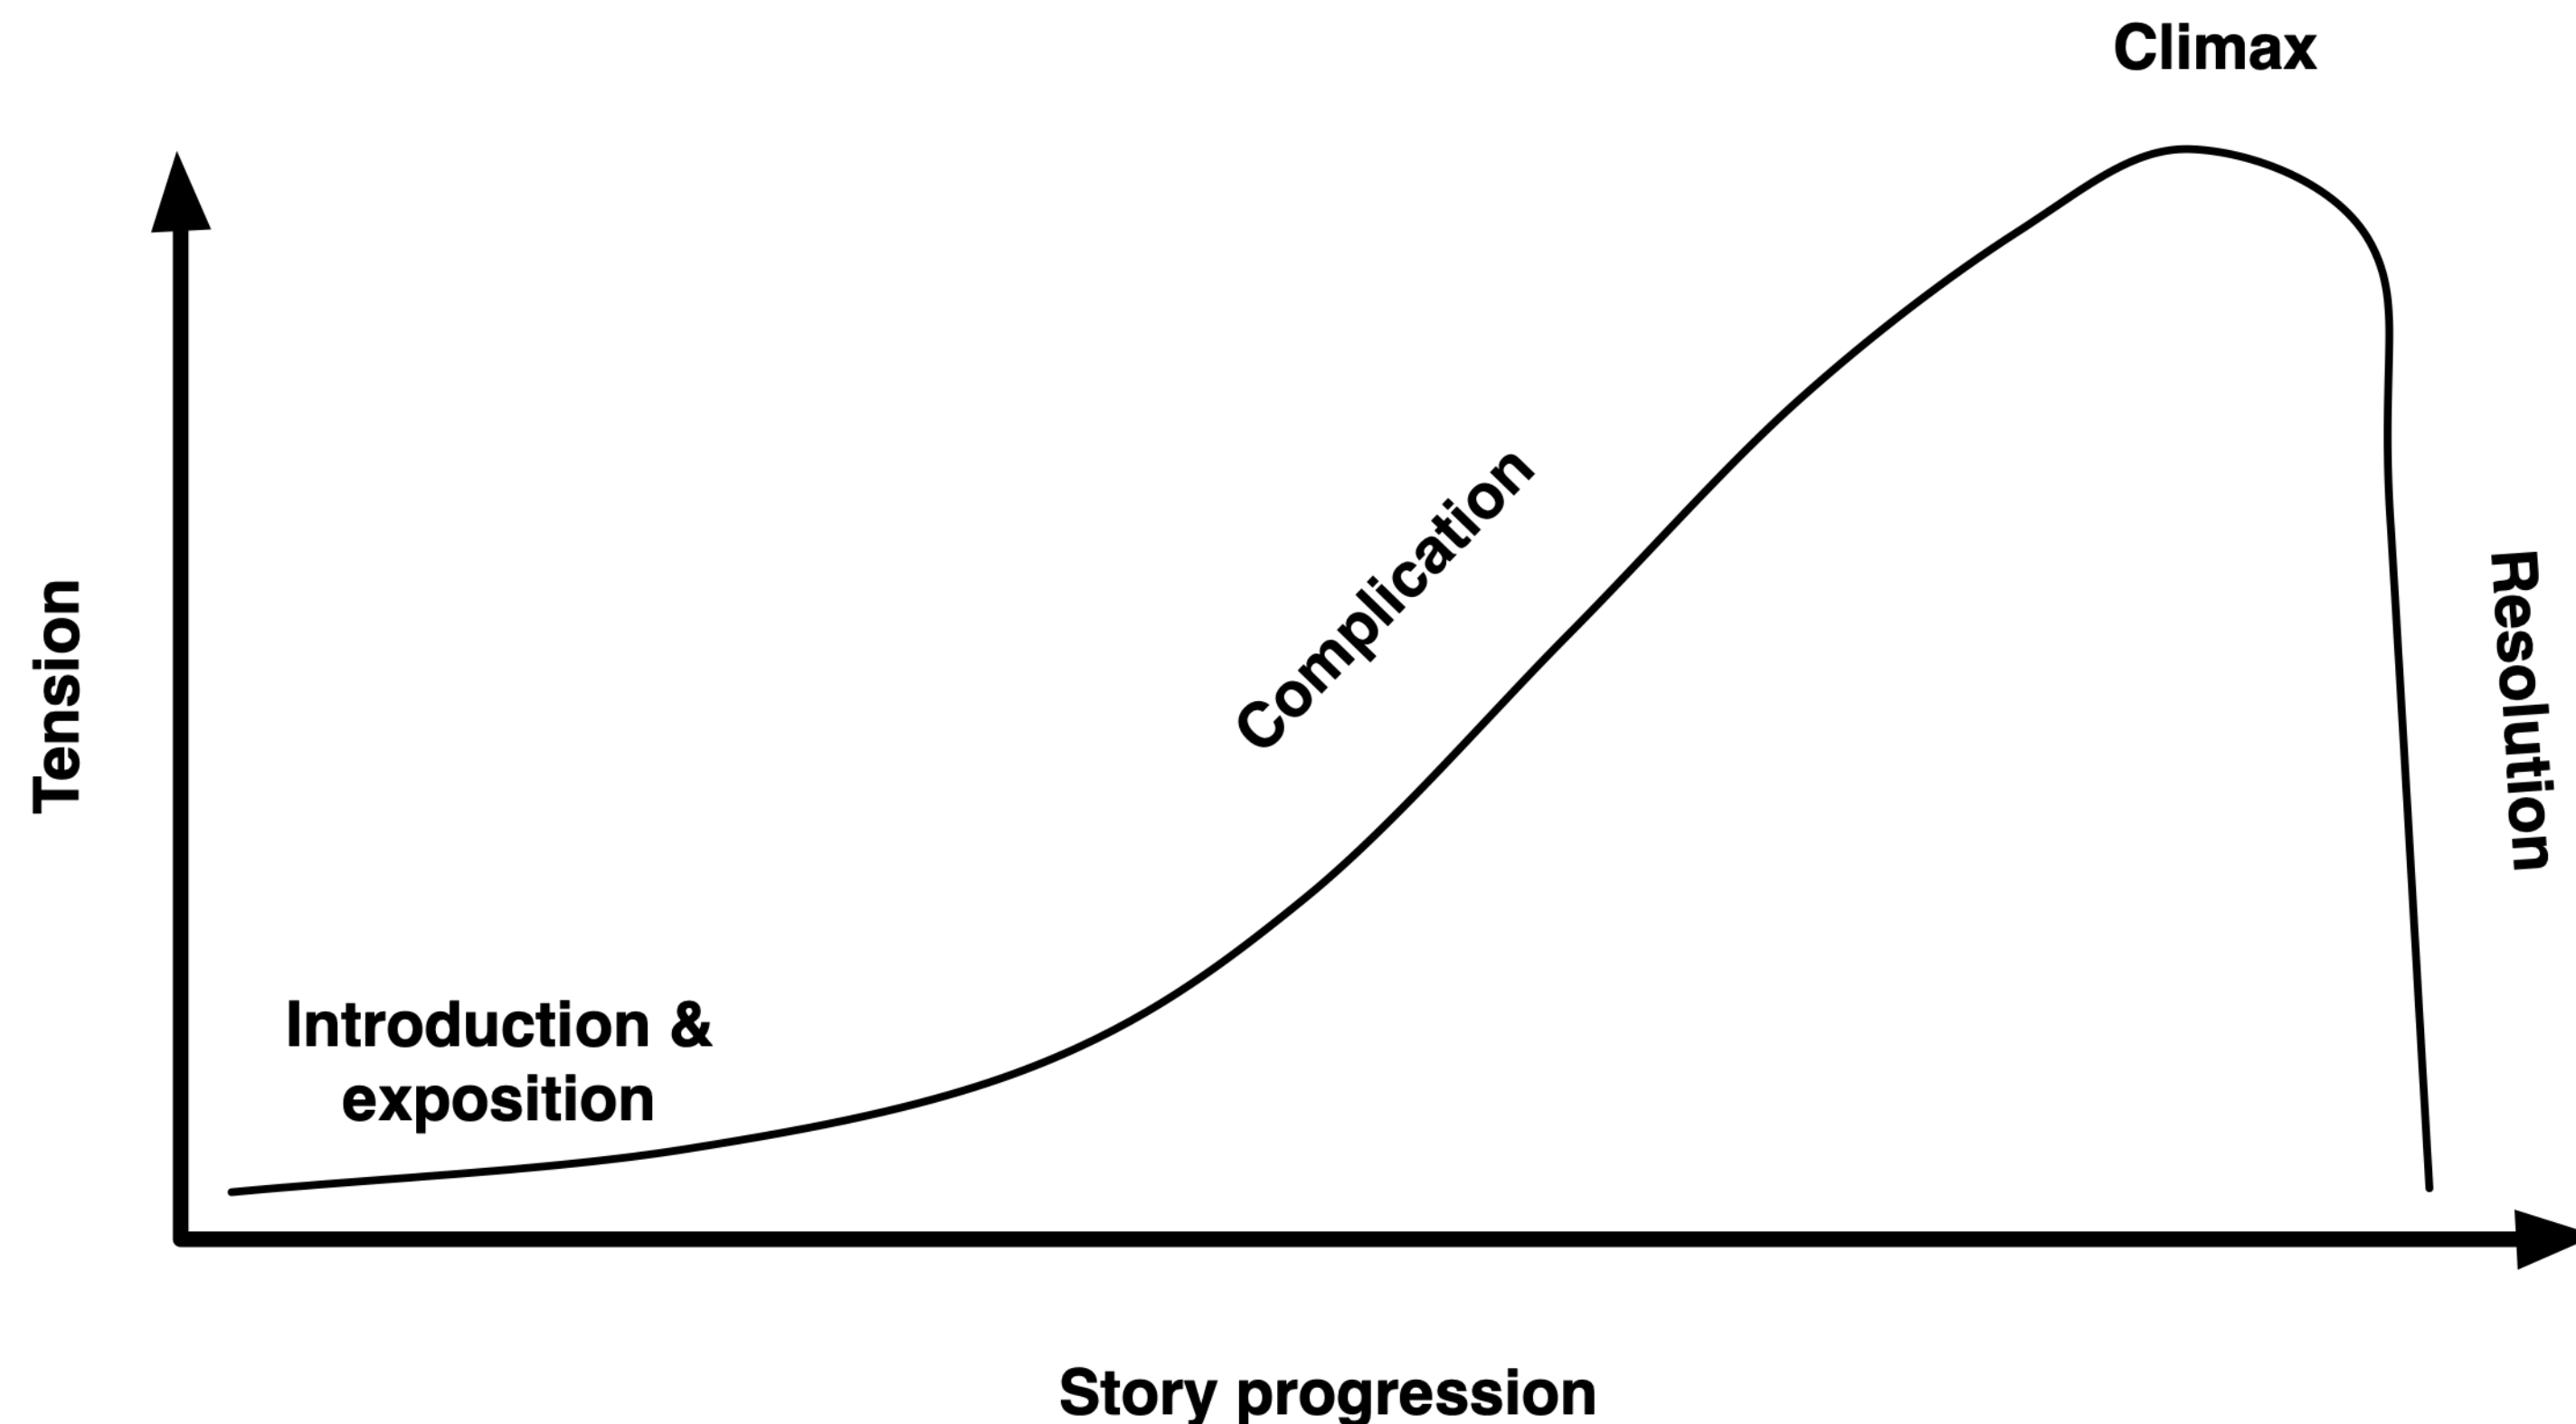 Climax
Complication
Tension
Resolution
Introduction &
exposition
Story progression